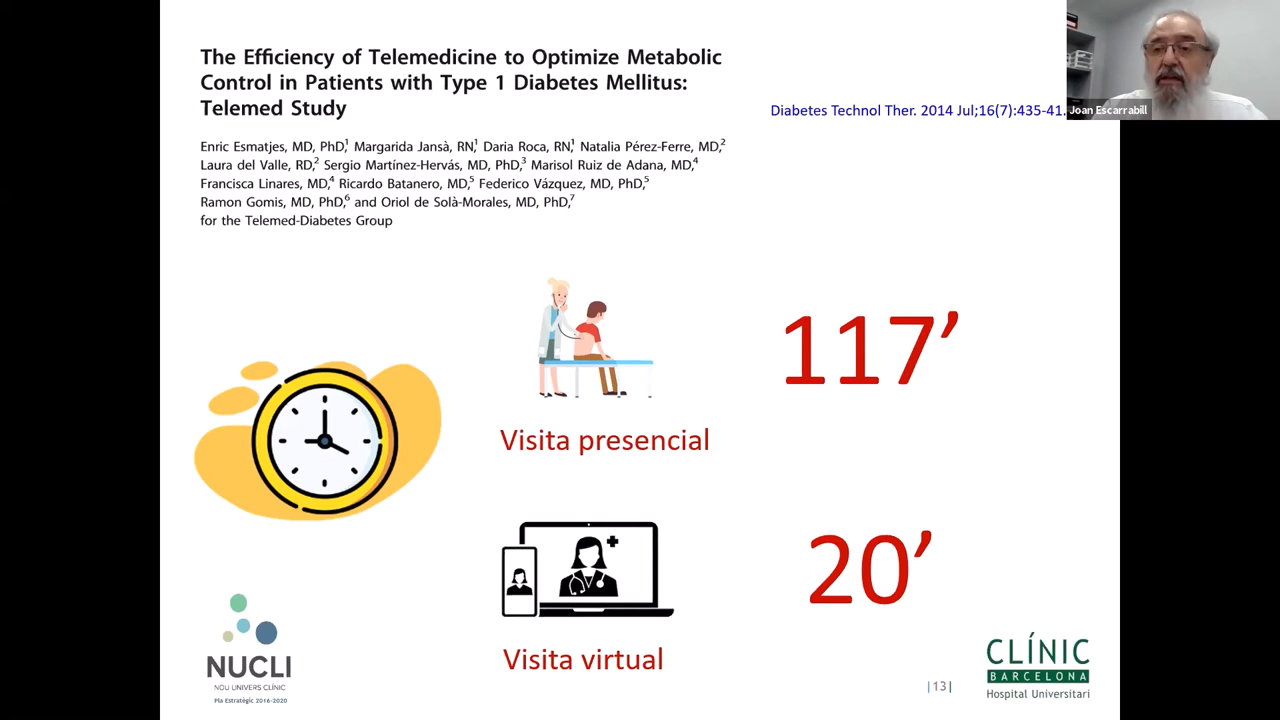 The Efficiency of Telemedicine to Optimize Metabolic
Control in Patients with Type 1 Diabetes Mellitus:
Telemed Study
Diabetes Technol Ther. 2014 Jul;16(7):435-41.
Joan Escarrabill
Enric Esmatjes, MD, PhD,1 Margarida Jansà, RN,1 Daria Roca, RN,1 Natalia Pérez-Ferre, MD,2
Laura del Valle, RD,2 Sergio Martínez-Hervás, MD, PhD,3 Marisol Ruiz de Adana, MD,4
Francisca Linares, MD,4 Ricardo Batanero, MD,5 Federico Vázquez, MD, PhD,5
Ramon Gomis, MD, PhD,6 and Oriol de Solà-Morales, MD, PhD,7
for the Telemed-Diabetes Group
117’
Visita presencial
20’
Visita virtual
NUCLI
NOU UNIVERS CLÍNIC
Pla Estratègic 2016-2020
|13|
CLÍNIC
BARCELONA
Hospital Universitari